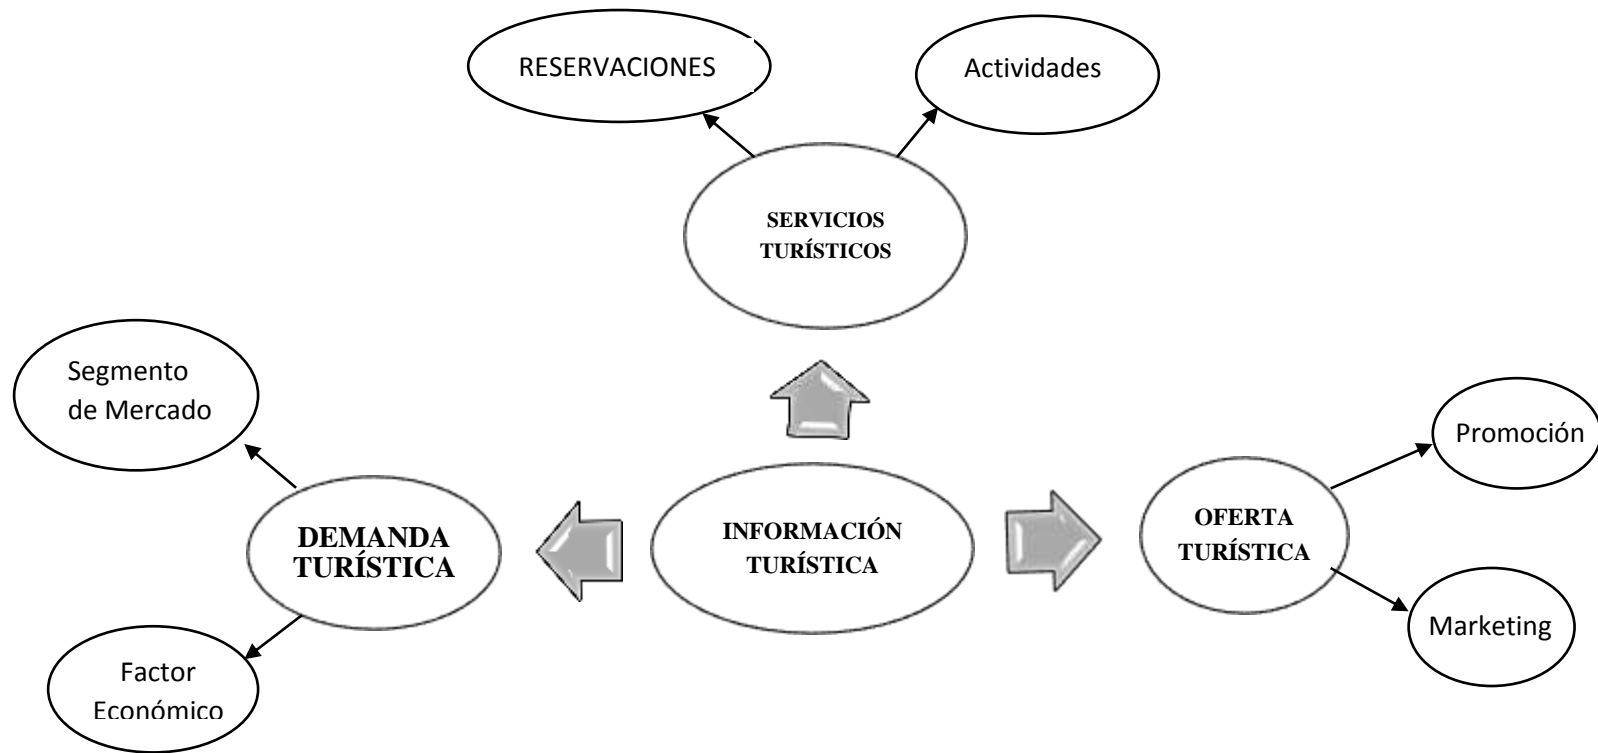 RESERVACIONES
Actividades
SERVICIOS
TURÍSTICOS
Segmento
de Mercado
Promoción
DEMANDA
TURÍSTICA
INFORMACIÓN
TURÍSTICA
OFERTA
TURÍSTICA
Marketing
Factor
Económico